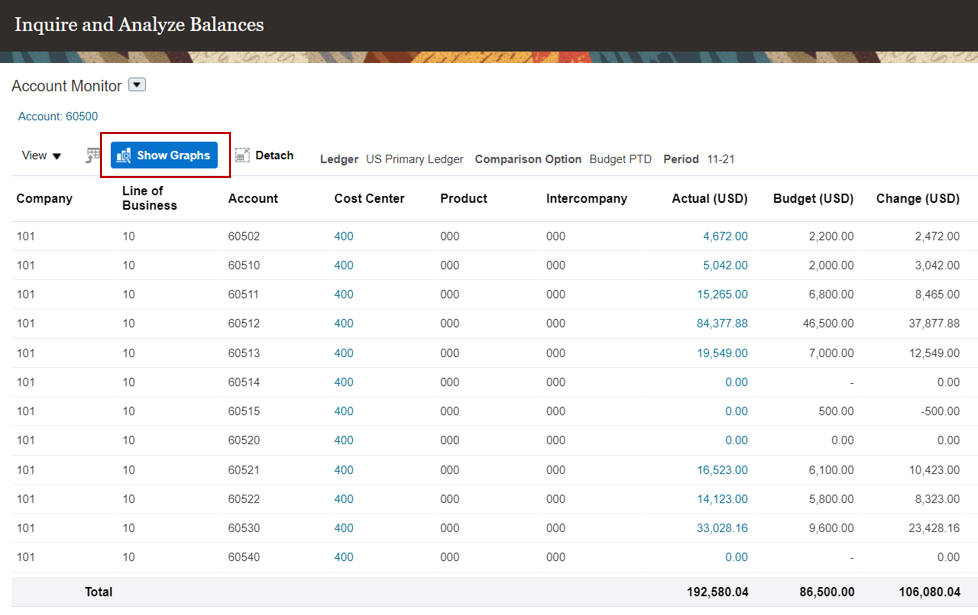 Inquire and Analyze Balances
Account Monitor
Account: 60500
View Show Graphs Detach Ledger US Primary Ledger Comparison Option Budget PTD Period 11-21
Company Line of Business Account Cost Center Product Intercompany Actual (USD) Budget (USD) Change (USD)
101 10 60502 400 000 000 4,672.00 2,200.00 2,472.00
101 10 60510 400 000 000 5,042.00 2,000.00 3,042.00
101 10 60511 400 000 000 15,265.00 6,800.00 8,465.00
101 10 60512 400 000 000 84,377.88 46,500.00 37,877.88
101 10 60513 400 000 000 19,549.00 7,000.00 12,549.00
101 10 60514 400 000 000 0.00 - 0.00
101 10 60515 400 000 000 0.00 500.00 -500.00
101 10 60520 400 000 000 0.00 0.00 0.00
101 10 60521 400 000 000 16,523.00 6,100.00 10,423.00
101 10 60522 400 000 000 14,123.00 5,800.00 8,323.00
101 10 60530 400 000 000 33,028.16 9,600.00 23,428.16
101 10 60540 400 000 000 0.00 - 0.00
Total 192,580.04 86,500.00 106,080.04